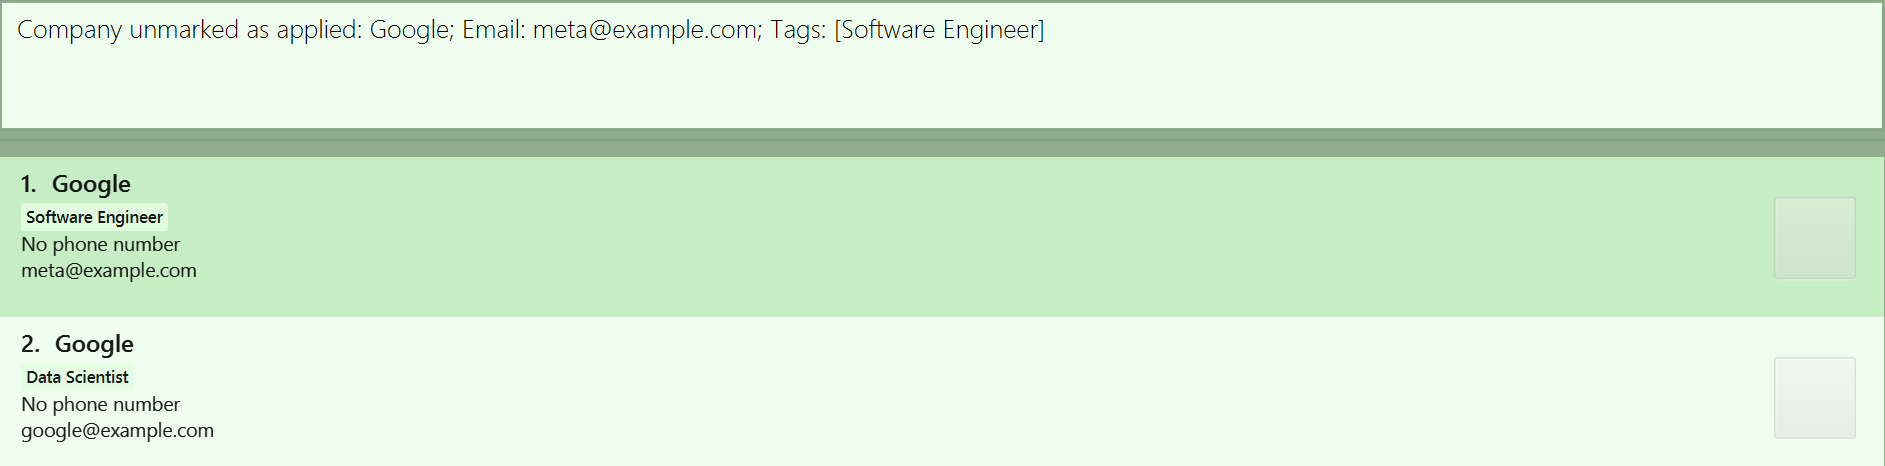 Company unmarked as applied: Google; Email: meta@example.com; Tags: [Software Engineer]
1. Google
Software Engineer
No phone number
meta@example.com
2. Google
Data Scientist
No phone number
google@example.com